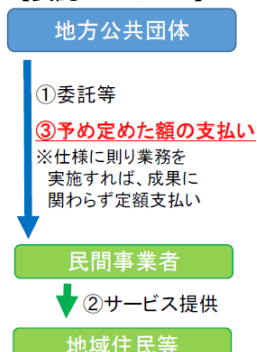 地方公共団体
①委託等
③予め定めた額の支払い
※仕様に則り業務を
実施すれば、成果に
関わらず定額支払い
民間事業者
②サービス提供
地域住民等